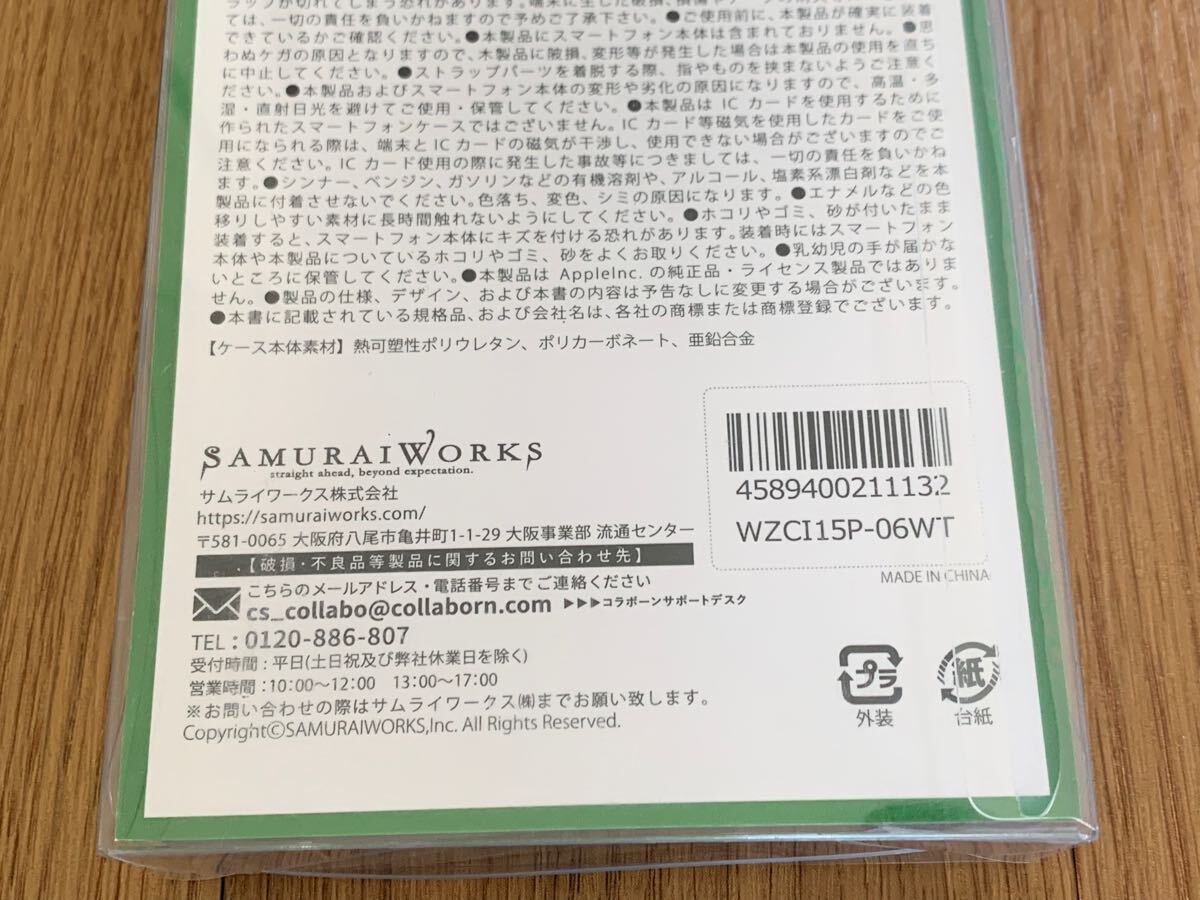 ラップが切れてしまう恐れがあります。端末に生じた破損、損傷や
ては、一切の責任を負いかねますので予めご了承下さい。●ご使用前に、本製品が確実に装着
できているかご確認ください。●本製品にスマートフォン本体は含まれておりません。●思
わぬケガの原因となりますので、木製品に破損、変形等が発生した場合は本製品の使用を直ち
に中止してください。●ストラップパーツを着脱する際、指やものを挟まないようご注意く
ださい。●本製品およびスマートフォン本体の変形や劣化の原因になりますので、高温・多
湿・直射日光を避けてご使用・保管してください。●本製品は IC カードを使用するために
作られたスマートフォンケースではございません。IC カード等磁気を使用したカードをご使
用になられる際は、端末と IC カードの磁気が干渉し、使用できない場合がございますのでご
注意ください。IC カード使用の際に発生した事故等につきましては、一切の責任を負いかね
ます。●シンナー、ベンジン、ガソリンなどの有機溶剤や、アルコール、塩素系漂白剤などを本
製品に付着させないでください。色落ち、変色、シミの原因になります。●エナメルなどの色
移りしやすい素材に長時間触れないようにしてください。●ホコリやゴミ、砂が付いたまま
装着すると、スマートフォン本体にキズを付ける恐れがあります。装着時にはスマートフォン
本体や本製品についているホコリやゴミ、砂をよくお取りください。●乳幼児の手が届かな
いところに保管してください。●本製品は AppleInc. の純正品・ライセンス製品ではありま
せん。●製品の仕様、デザイン、および本書の内容は予告なしに変更する場合がございます。
●本書に記載されている規格品、および会社名は、各社の商標または商標登録でございます。
【ケース本体素材】熱可塑性ポリウレタン、ポリカーボネート、亜鉛合金
SAMURAIWORKS
straight ahead, beyond expectation.
サムライワークス株式会社
https://samuraiworks.com/
〒581-0065 大阪府八尾市亀井町1-1-29 大阪事業部 流通センター
【破損・不良品等製品に関するお問い合わせ先】
こちらのメールアドレス・電話番号までご連絡ください
cs_collabo@collaborn.com ▶▶▶コラボーンサポートデスク
TEL : 0120-886-807
受付時間 : 平日(土日祝及び弊社休業日を除く)
営業時間 : 10:00～12:00 13:00～17:00
※お問い合わせの際はサムライワークス㈱までお願い致します。
Copyright©SAMURAIWORKS,Inc. All Rights Reserved.
4589400211132
WZCI15P-06WT
MADE IN CHINA
プラ
外装
紙
台紙